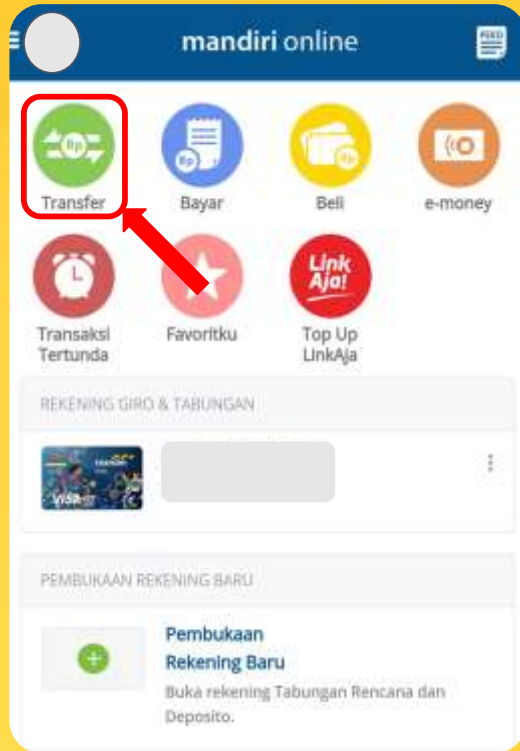 mandiri online
Rp
Rp
Rp
Transfer
Bayar
Beli
e-money
L
Link
Aja!
Transaksi
Tertunda
Favoritku
Top Up
LinkAja
REKENING GIRO & TABUNGAN
mandiri
VISA
PEMBUKAAN REKENING BARU
Pembukaan
Rekening Baru
Buka rekening Tabungan Rencana dan
Deposito.